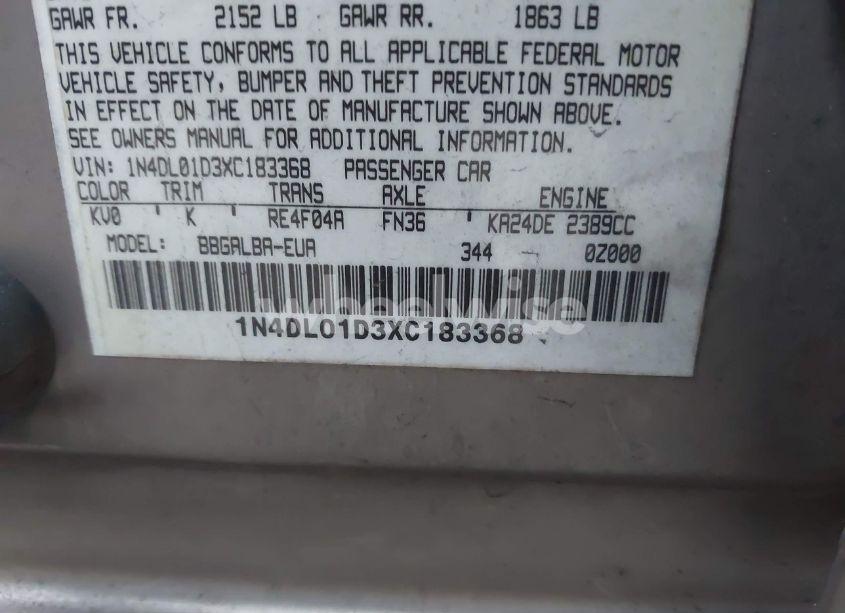 GAWR FR. 2152 LB GAWR RR. 1863 LB
THIS VEHICLE CONFORMS TO ALL APPLICABLE FEDERAL MOTOR
VEHICLE SAFETY, BUMPER AND THEFT PREVENTION STANDARDS
IN EFFECT ON THE DATE OF MANUFACTURE SHOWN ABOVE.
SEE OWNERS MANUAL FOR ADDITIONAL INFORMATION.
VIN: 1N4DL01D3XC183368 PASSENGER CAR
COLOR TRIM TRANS AXLE ENGINE
KV0 ' K ' RE4F04A FN36 ' KA24DE 2389CC
MODEL: BBGALBA-EUA 344 0Z000
wheelwise
1N4DL01D3XC183368